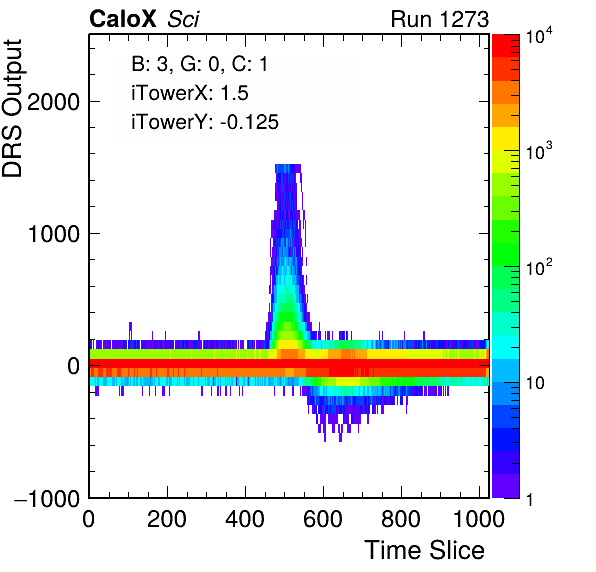 CaloX Sci Run 1273
B: 3, G: 0, C: 1
iTowerX: 1.5
iTowerY: -0.125
DRS Output
2000
1000
0
−1000
0 200 400 600 800 1000
Time Slice
10^4
10^3
10^2
10
1